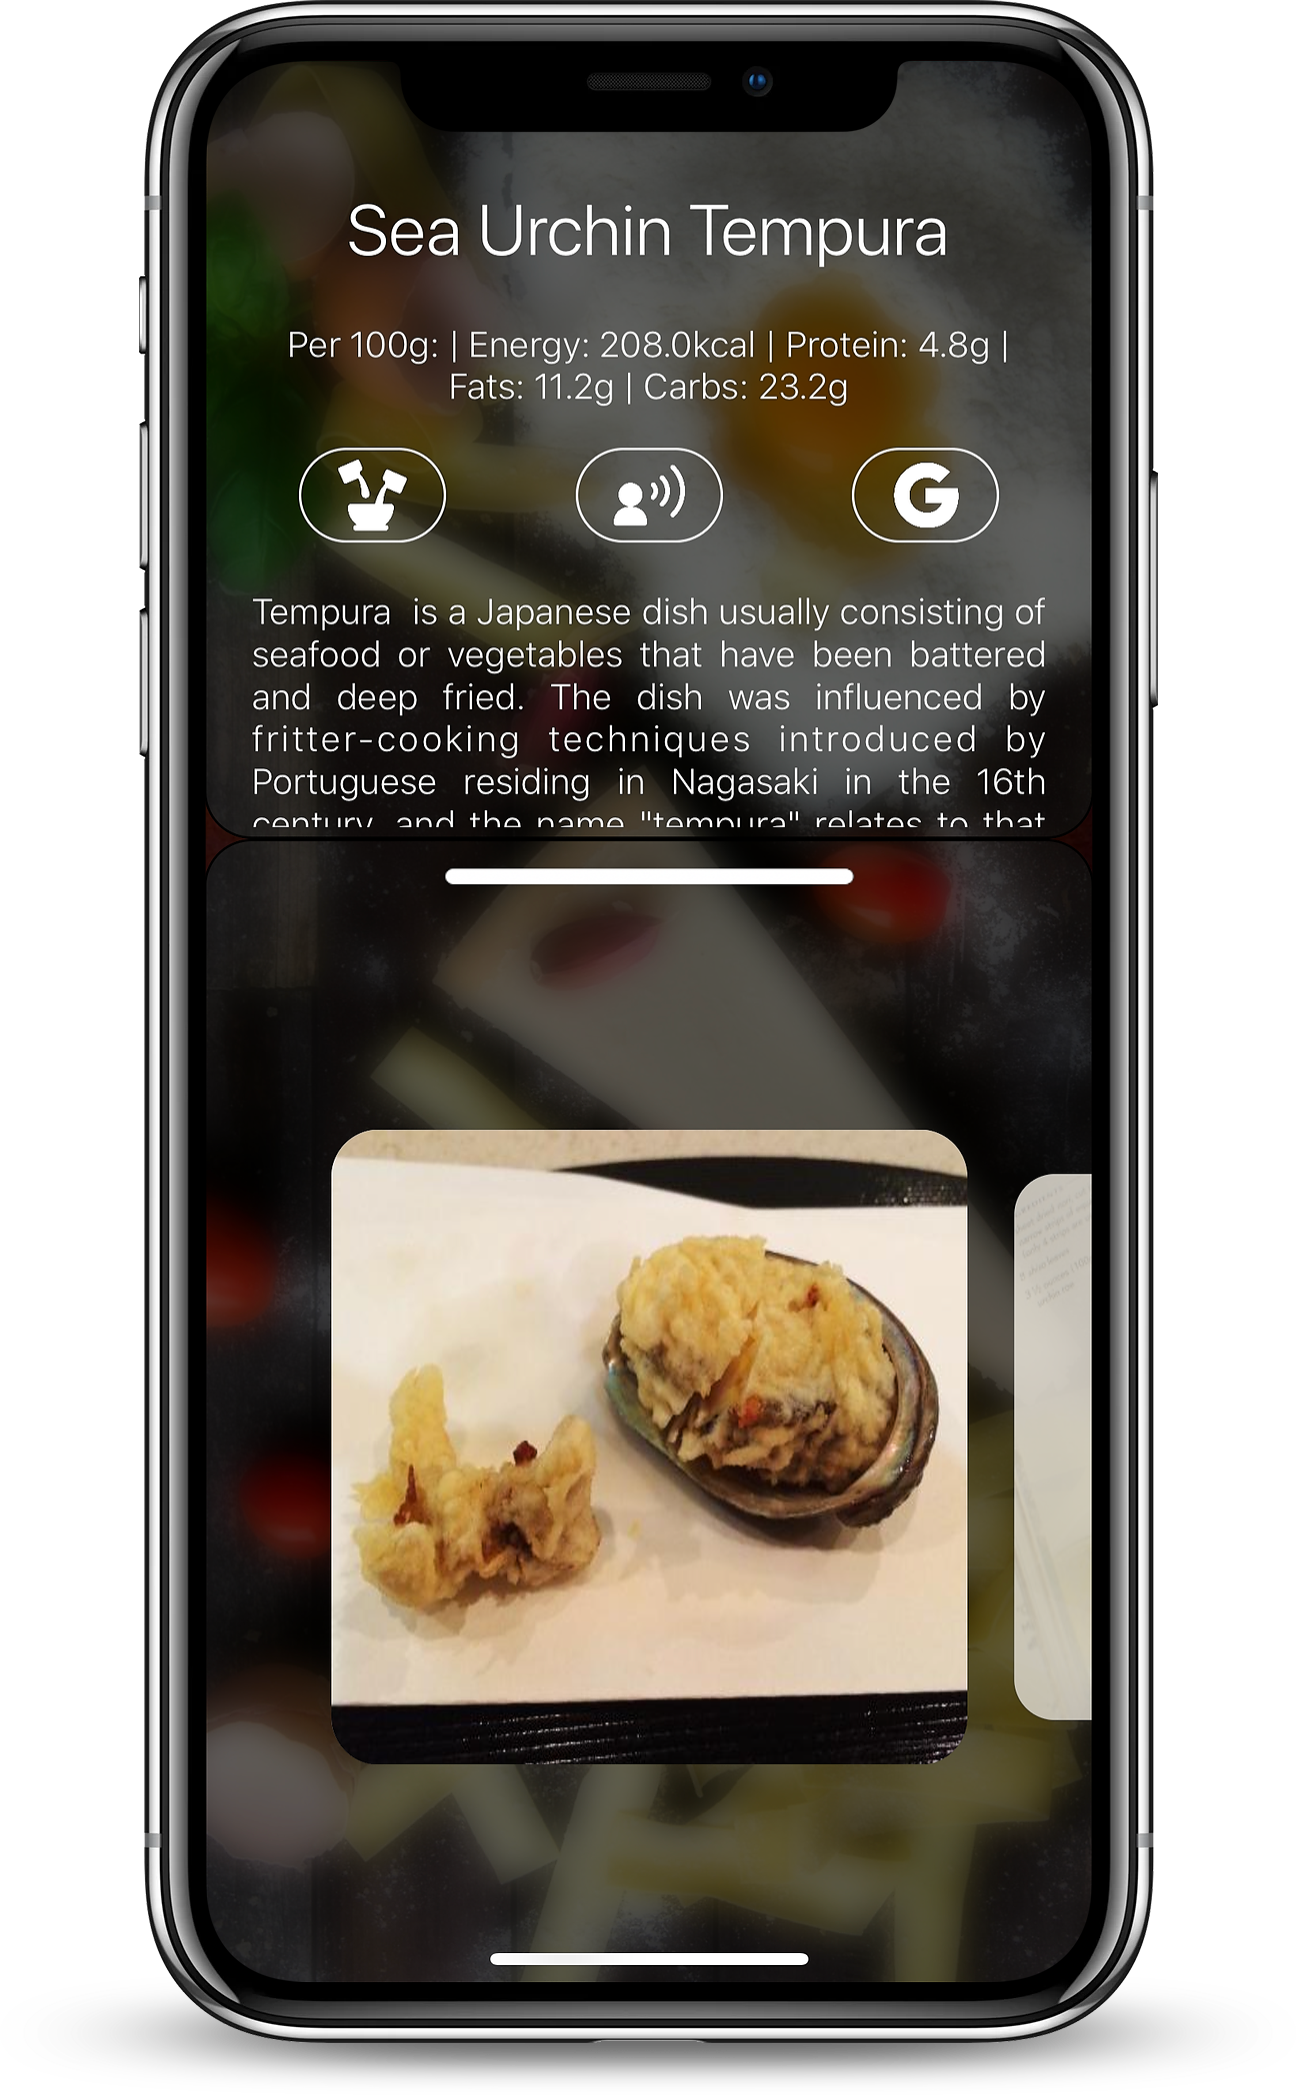 Sea Urchin Tempura
Per 100g: | Energy: 208.0kcal | Protein: 4.8g |
Fats: 11.2g | Carbs: 23.2g
G
Tempura is a Japanese dish usually consisting of
seafood or vegetables that have been battered
and deep fried. The dish was influenced by
fritter-cooking techniques introduced by
Portuguese residing in Nagasaki in the 16th
century, and the name "tempura" relates to that